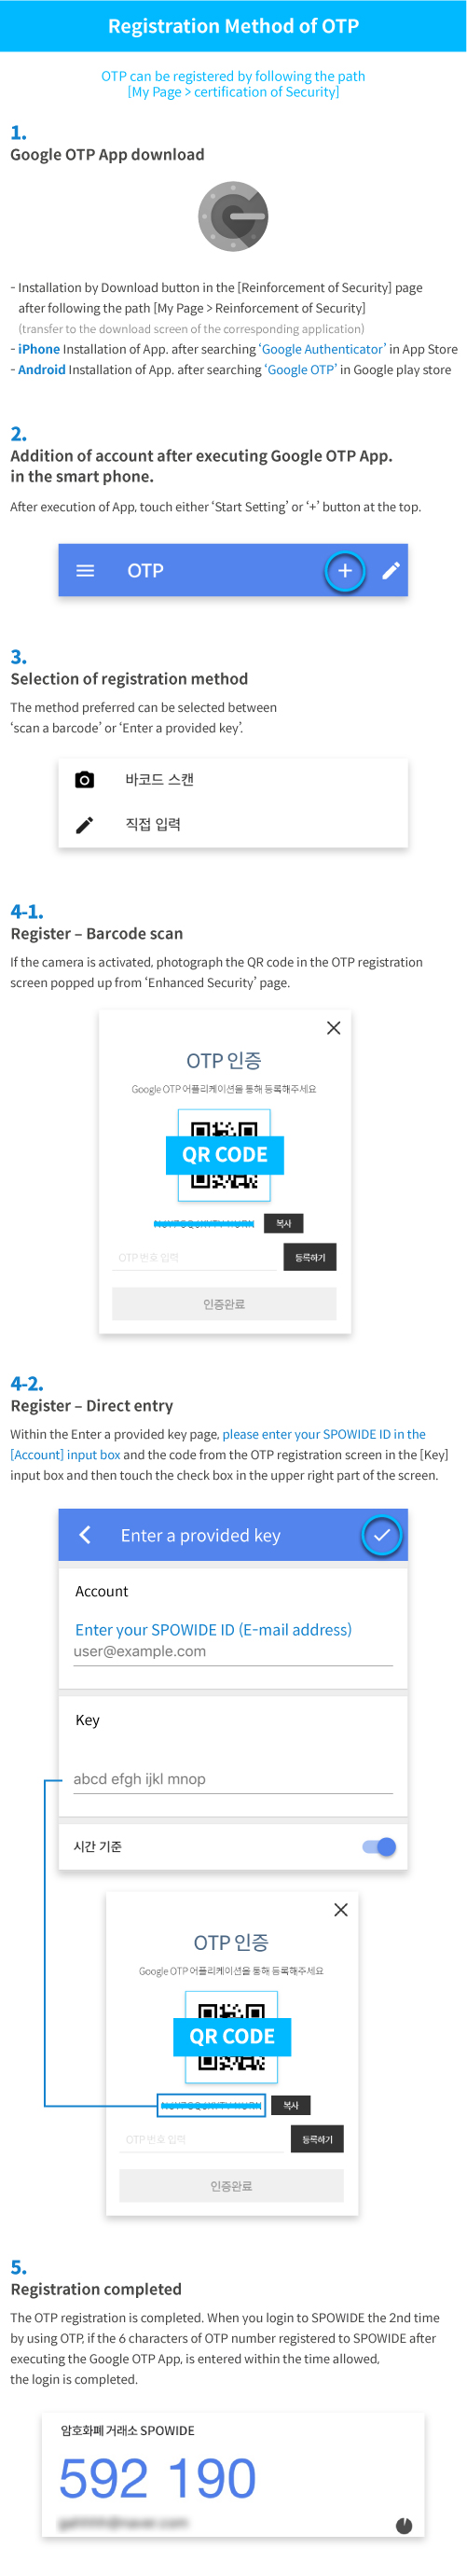 Registration Method of OTP
OTP can be registered by following the path
[My Page > certification of Security]
1.
Google OTP App download
- Installation by Download button in the [Reinforcement of Security] page
after following the path [My Page > Reinforcement of Security]
(transfer to the download screen of the corresponding application)
- iPhone Installation of App. after searching ‘Google Authenticator’ in App Store
- Android Installation of App. after searching ‘Google OTP’ in Google play store
2.
Addition of account after executing Google OTP App.
in the smart phone.
After execution of App, touch either ‘Start Setting’ or ‘+’ button at the top.
OTP
3.
Selection of registration method
The method preferred can be selected between
‘scan a barcode’ or ‘Enter a provided key’.
바코드 스캔
직접 입력
4-1.
Register – Barcode scan
If the camera is activated, photograph the QR code in the OTP registration
screen popped up from ‘Enhanced Security’ page.
OTP 인증
Google OTP 어플리케이션을 통해 등록해주세요
QR CODE
복사
OTP 번호 입력 등록하기
인증완료
4-2.
Register – Direct entry
Within the Enter a provided key page, please enter your SPOWIDE ID in the
[Account] input box and the code from the OTP registration screen in the [Key]
input box and then touch the check box in the upper right part of the screen.
Enter a provided key
Account
Enter your SPOWIDE ID (E-mail address)
user@example.com
Key
abcd efgh ijkl mnop
시간 기준
OTP 인증
Google OTP 어플리케이션을 통해 등록해주세요
QR CODE
복사
OTP 번호 입력 등록하기
인증완료
5.
Registration completed
The OTP registration is completed. When you login to SPOWIDE the 2nd time
by using OTP, if the 6 characters of OTP number registered to SPOWIDE after
executing the Google OTP App, is entered within the time allowed,
the login is completed.
암호화폐 거래소 SPOWIDE
592 190